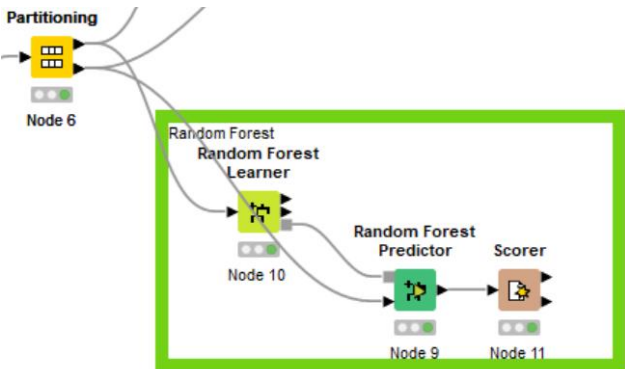 Partitioning
Node 6
Random Forest
Random Forest
Learner
Node 10
Random Forest
Predictor
Node 9
Scorer
Node 11